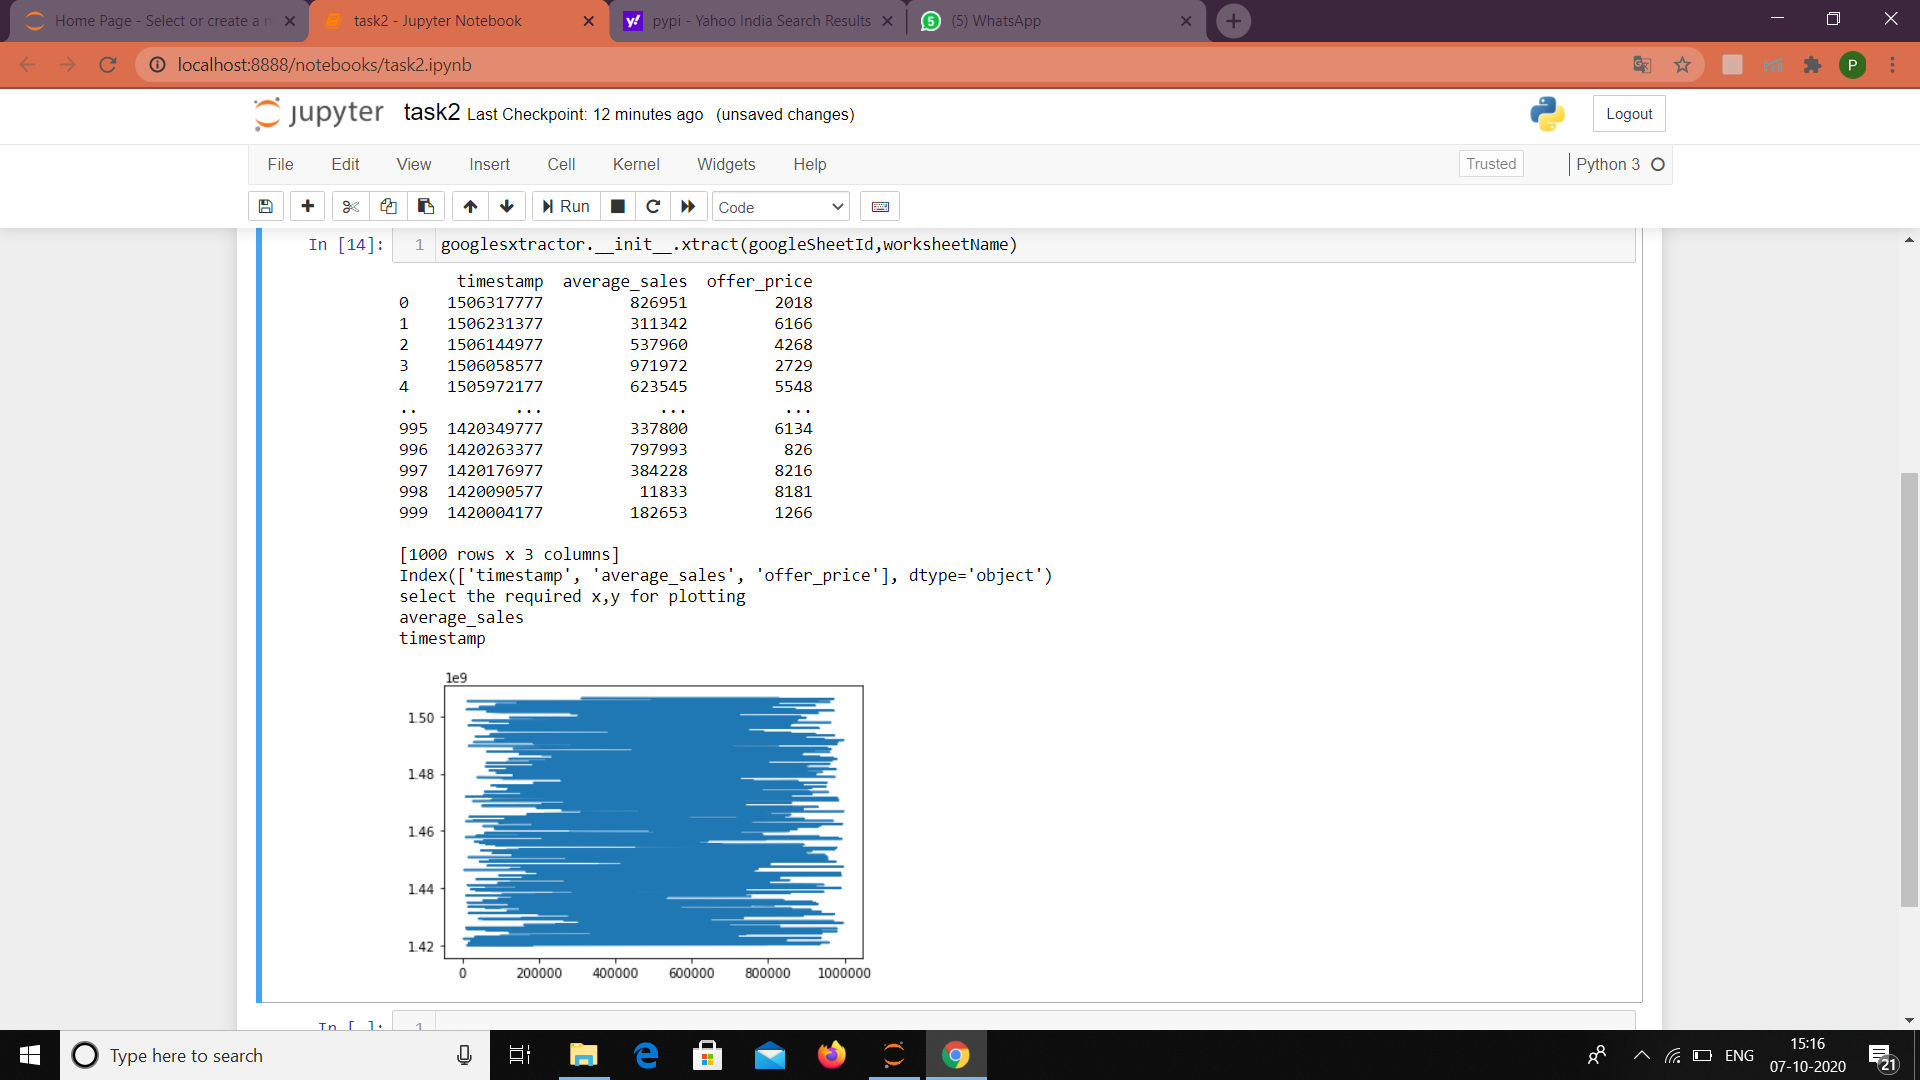 Home Page - Select or create a n
task2 - Jupyter Notebook
y!
pypi - Yahoo India Search Results
5
(5) WhatsApp
localhost:8888/notebooks/task2.ipynb
P
jupyter
task2 Last Checkpoint: 12 minutes ago (unsaved changes)
Logout
File Edit View Insert Cell Kernel Widgets Help
Trusted
Python 3
Run
Code
In [14]: 1 googlesxtractor.__init__.xtract(googleSheetId,worksheetName)
timestamp average_sales offer_price
0 1506317777 826951 2018
1 1506231377 311342 6166
2 1506144977 537960 4268
3 1506058577 971972 2729
4 1505972177 623545 5548
.. ... ... ...
995 1420349777 337800 6134
996 1420263377 797993 826
997 1420176977 384228 8216
998 1420090577 11833 8181
999 1420004177 182653 1266
[1000 rows x 3 columns]
Index(['timestamp', 'average_sales', 'offer_price'], dtype='object')
select the required x,y for plotting
average_sales
timestamp
1e9
1.50
1.48
1.46
1.44
1.42
0 200000 400000 600000 800000 1000000
In [ ]: 1
Type here to search
ENG
15:16
07-10-2020
21